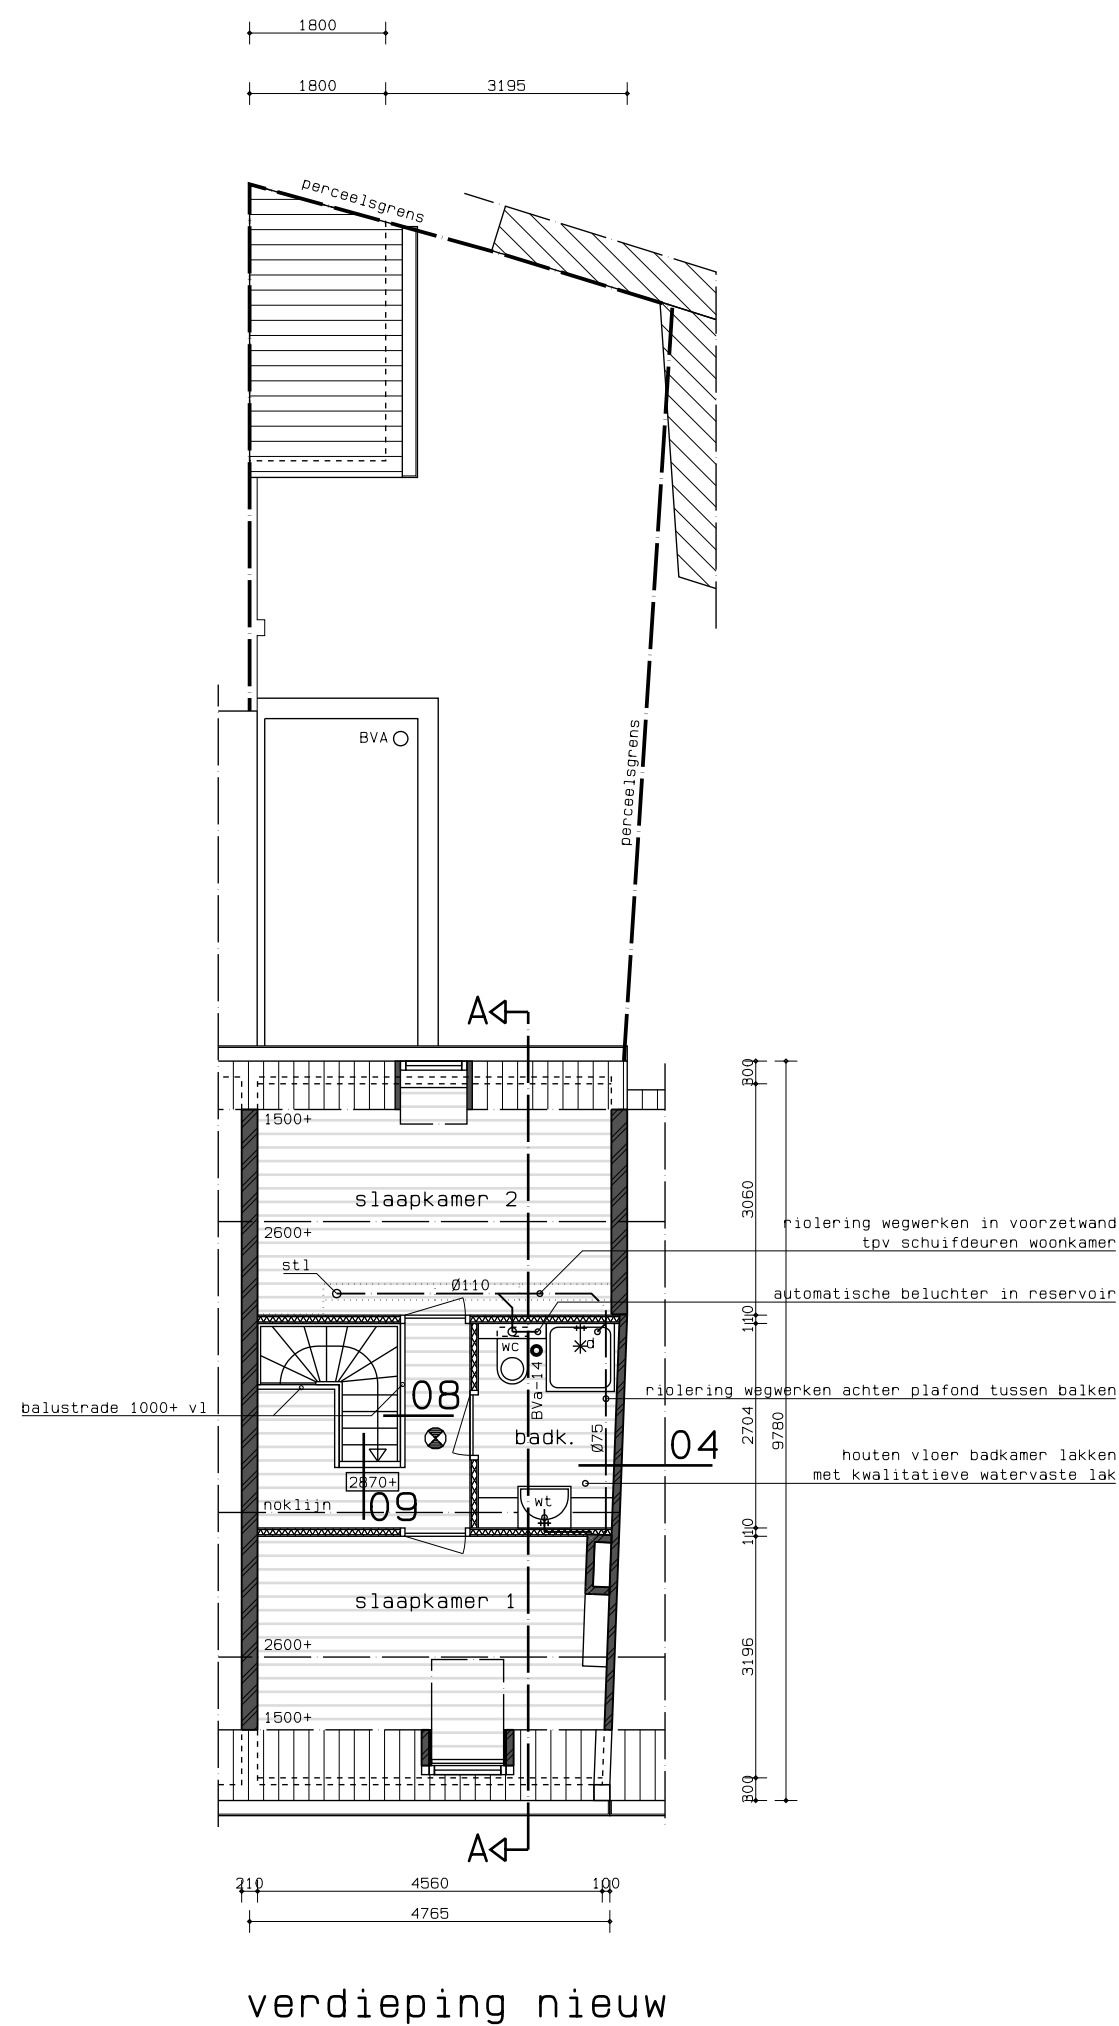 1800
1800
3195
perceelsgrens
BVA
perceelsgrens
A
300
1500+
slaapkamer 2
3060
riolering wegwerken in voorzetwand
tpv schuifdeuren woonkamer
2600+
stl
Ø110
automatische beluchter in reservoir
110
wc
d
BVa-14
08
riolering wegwerken achter plafond tussen balken
balustrade 1000+ vl
2704
9780
badk.
Ø75
04
houten vloer badkamer lakken
met kwalitatieve watervaste lak
2870+
noklijn
09
wt
110
slaapkamer 1
2600+
3196
1500+
300
A
210
4560
100
4765
verdieping nieuw